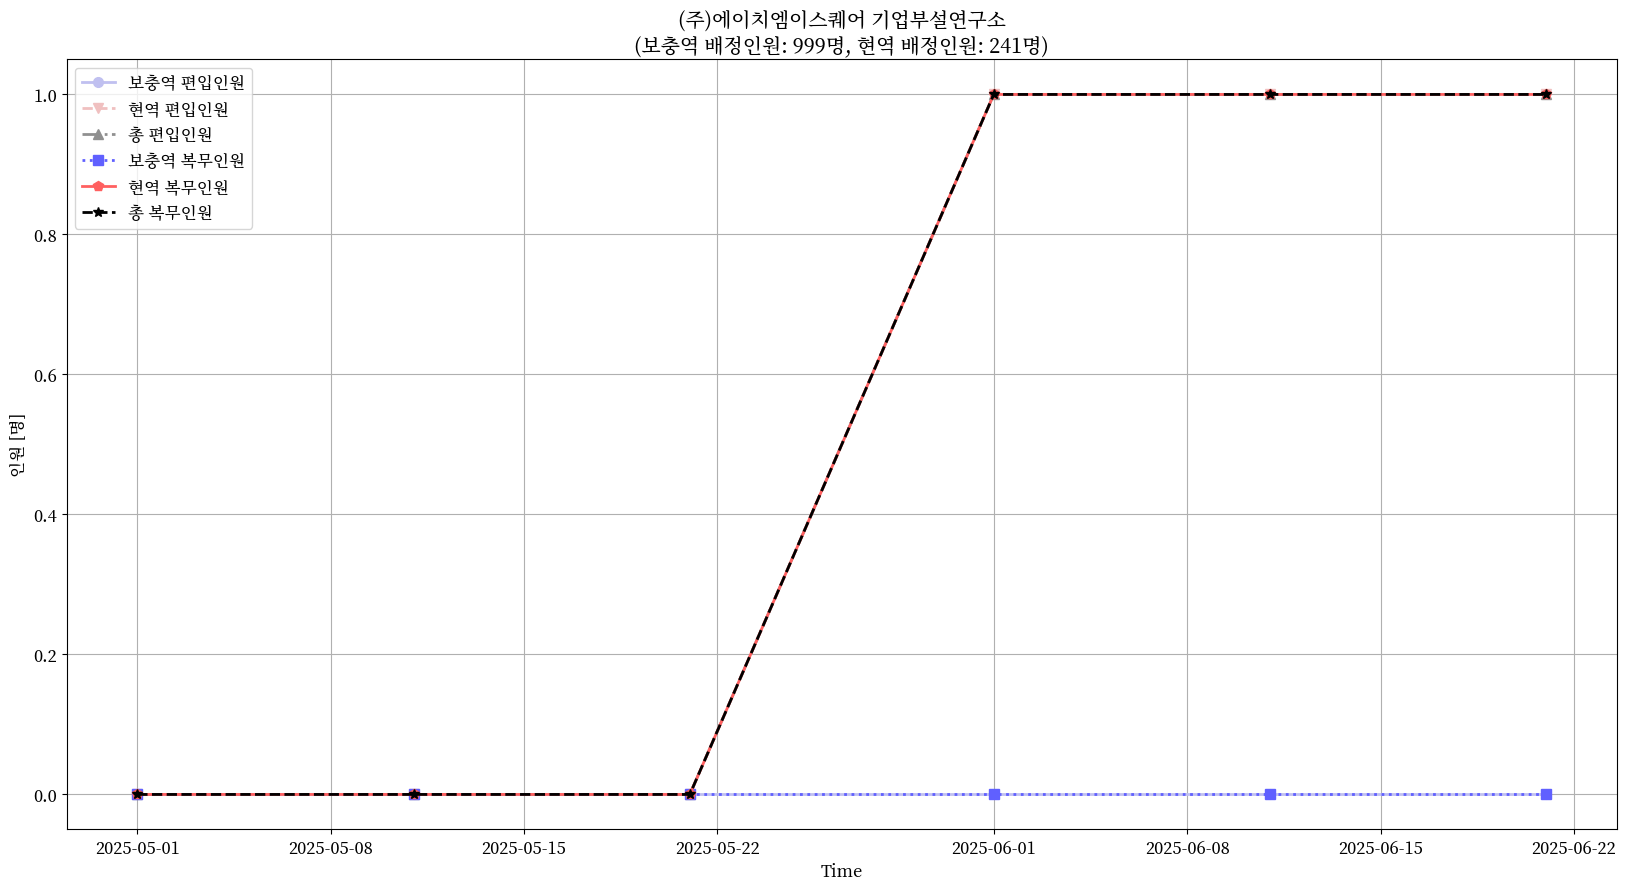 (주)에이치엠이스퀘어 기업부설연구소
(보충역 배정인원: 999명, 현역 배정인원: 241명)
보충역 편입인원
현역 편입인원
총 편입인원
보충역 복무인원
현역 복무인원
총 복무인원
인원 [명]
1.0
0.8
0.6
0.4
0.2
0.0
2025-05-01
2025-05-08
2025-05-15
2025-05-22
2025-06-01
2025-06-08
2025-06-15
2025-06-22
Time